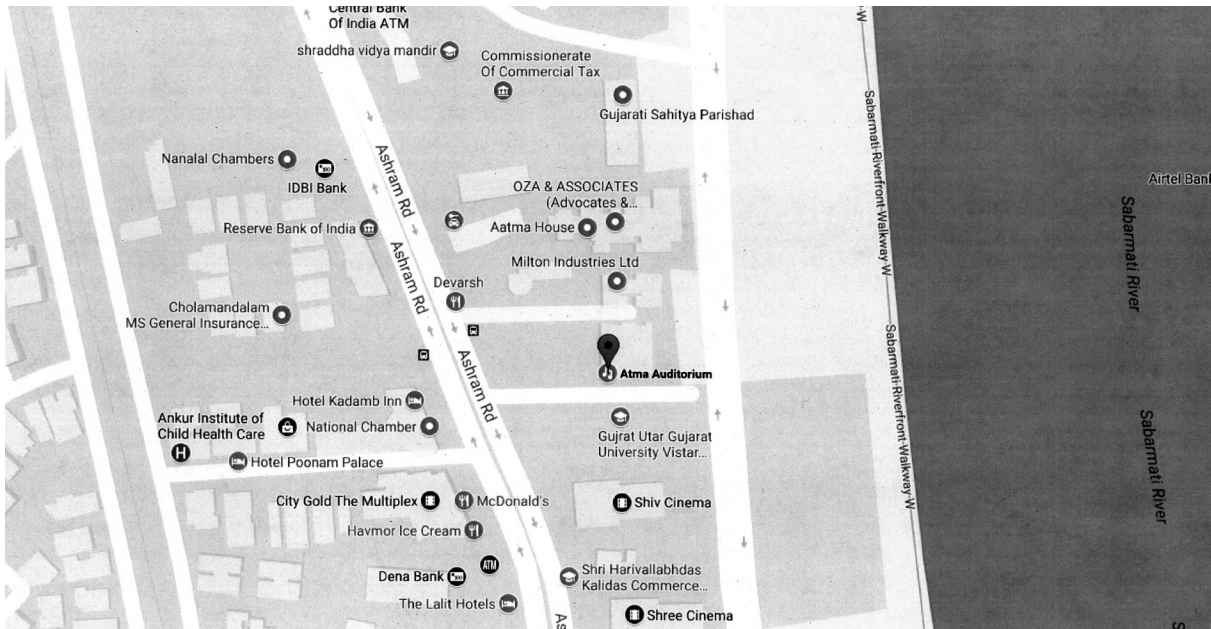 Central Bank
Of India ATM
shraddha vidya mandir
Commissionerate
Of Commercial Tax
Gujarati Sahitya Parishad
Nanalal Chambers
IDBI Bank
Ashram Rd
OZA & ASSOCIATES
(Advocates &...
Airtel Bank
Reserve Bank of India
Aatma House
Sabarmati Riverfront Walkway W
Sabarmati River
Ashram Rd
Milton Industries Ltd
Devarsh
Cholamandalam
MS General Insurance...
Ashram Rd
Atma Auditorium
Sabarmati Riverfront Walkway W
Hotel Kadamb Inn
Ankur Institute of
Child Health Care
National Chamber
Gujrat Utar Gujarat
University Vistar...
Sabarmati River
H
Hotel Poonam Palace
City Gold The Multiplex
McDonald's
Shiv Cinema
Havmor Ice Cream
ATM
Dena Bank
Shri Harivallabhdas
Kalidas Commerce...
The Lalit Hotels
Shree Cinema